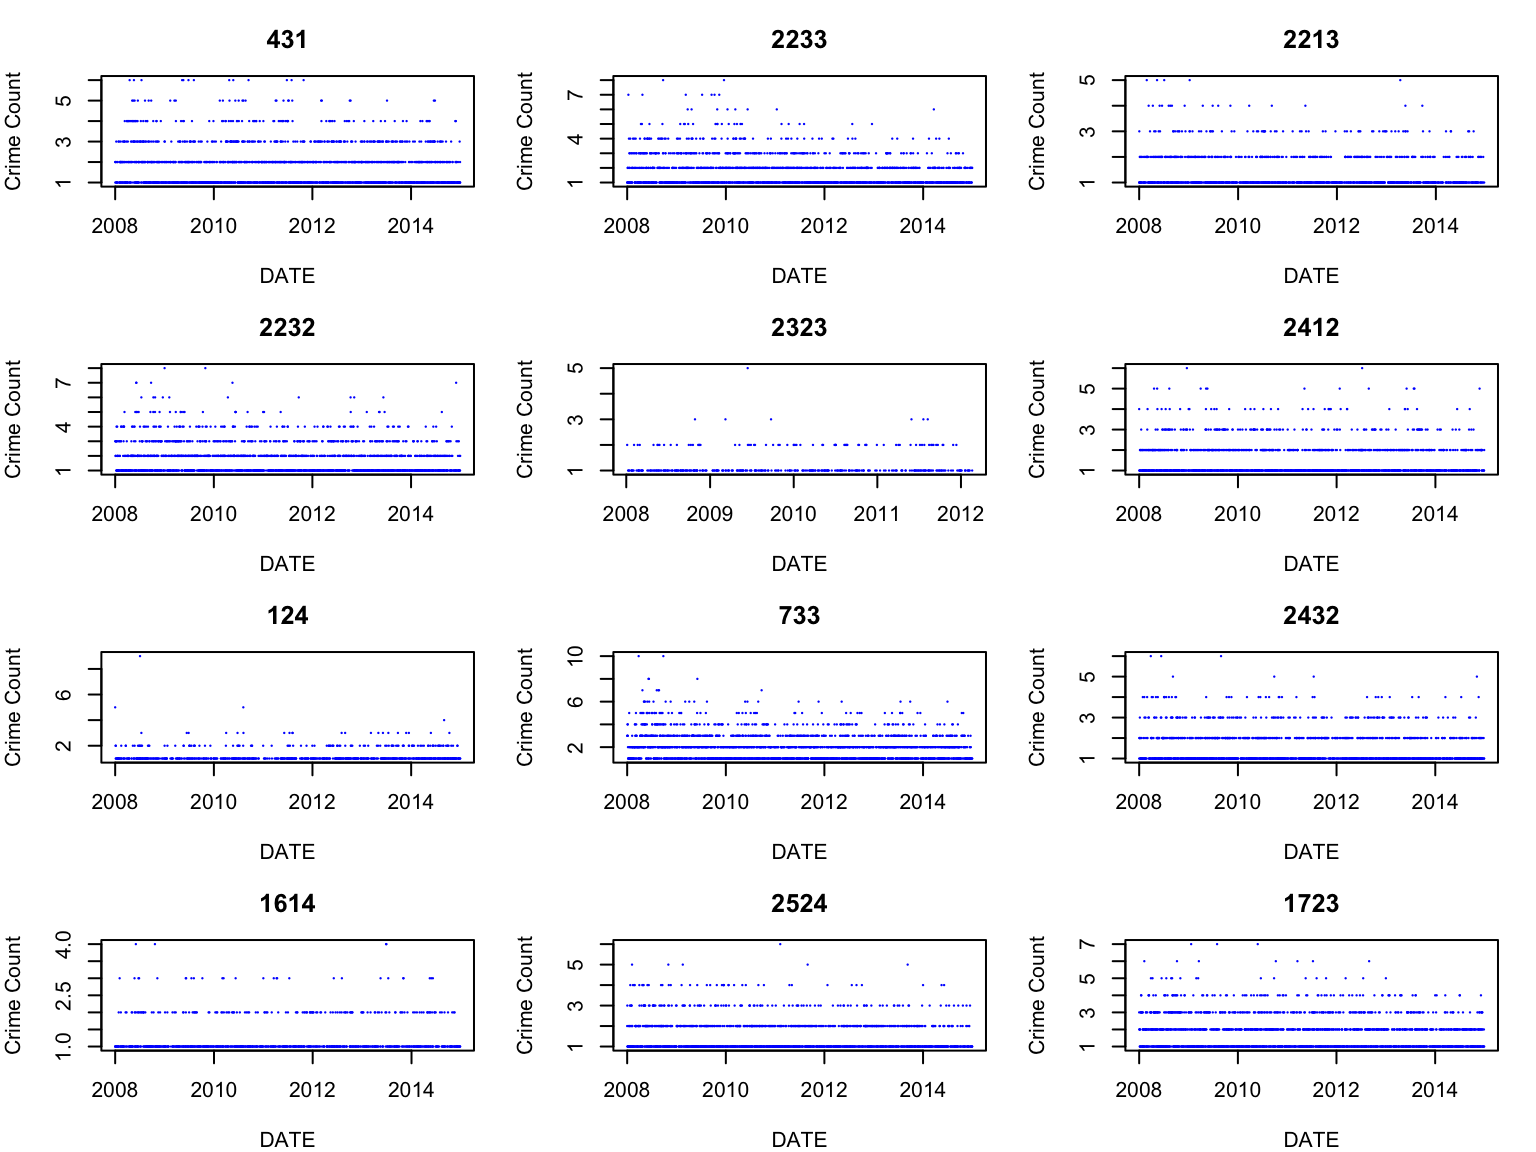 431 2233 2213
Crime Count 5 3 1 Crime Count 7 4 1 Crime Count 5 3 1
2008 2010 2012 2014 2008 2010 2012 2014 2008 2010 2012 2014
DATE DATE DATE
2232 2323 2412
Crime Count 7 4 1 Crime Count 5 3 1 Crime Count 5 3 1
2008 2010 2012 2014 2008 2009 2010 2011 2012 2008 2010 2012 2014
DATE DATE DATE
124 733 2432
Crime Count 6 2 Crime Count 10 6 2 Crime Count 5 3 1
2008 2010 2012 2014 2008 2010 2012 2014 2008 2010 2012 2014
DATE DATE DATE
1614 2524 1723
Crime Count 4.0 2.5 1.0 Crime Count 5 3 1 Crime Count 7 5 3 1
2008 2010 2012 2014 2008 2010 2012 2014 2008 2010 2012 2014
DATE DATE DATE